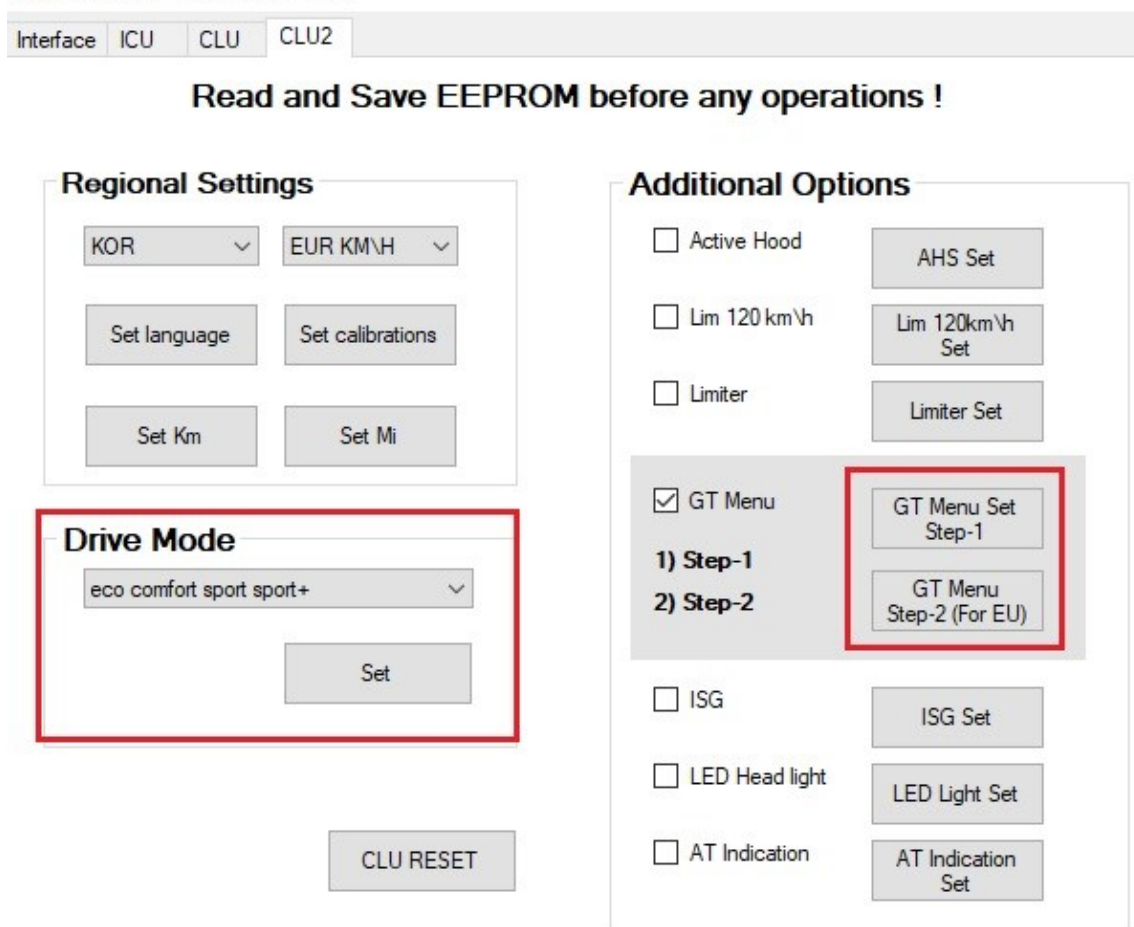 Interface ICU CLU CLU2
Read and Save EEPROM before any operations !
Regional Settings
KOR
EUR KM\H
Set language
Set calibrations
Set Km
Set Mi
Drive Mode
eco comfort sport sport+
Set
CLU RESET
Additional Options
Active Hood
AHS Set
Lim 120 km\h
Lim 120km\h
Set
Limiter
Limiter Set
GT Menu
GT Menu Set
Step-1
1) Step-1
2) Step-2
GT Menu
Step-2 (For EU)
ISG
ISG Set
LED Head light
LED Light Set
AT Indication
AT Indication
Set